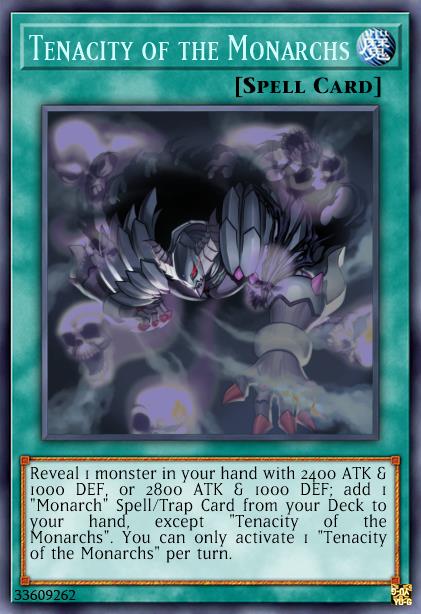 Tenacity of the Monarchs
魔
[Spell Card]
Reveal 1 monster in your hand with 2400 ATK &
1000 DEF, or 2800 ATK & 1000 DEF; add 1
"Monarch" Spell/Trap Card from your Deck to
your hand, except "Tenacity of the
Monarchs". You can only activate 1 "Tenacity
of the Monarchs" per turn.
33609262